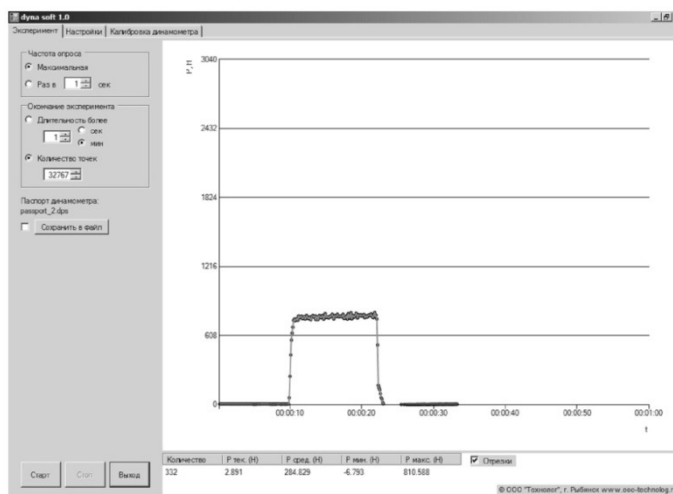 dyna soft 1.0
Эксперимент Настройки Калибровка динамометра
Частота опроса
Максимальная
Раз в 1 сек
Окончание эксперимента
Длительность более
1 сек
мин
Количество точек
32767
Паспорт динамометра:
passport_2.dps
Сохранить в файл
Старт Стоп Выход
P, Н
3040
2432
1824
1216
608
0
00:00:10 00:00:20 00:00:30 00:00:40 00:00:50 00:01:00
t
Количество P тек. (Н) P сред. (Н) P мин. (Н) P макс. (Н) Отрезки
332 2.891 284.829 -6.793 810.588
© ООО "Технолог", г. Рыбинск www.ooo-technolog.r